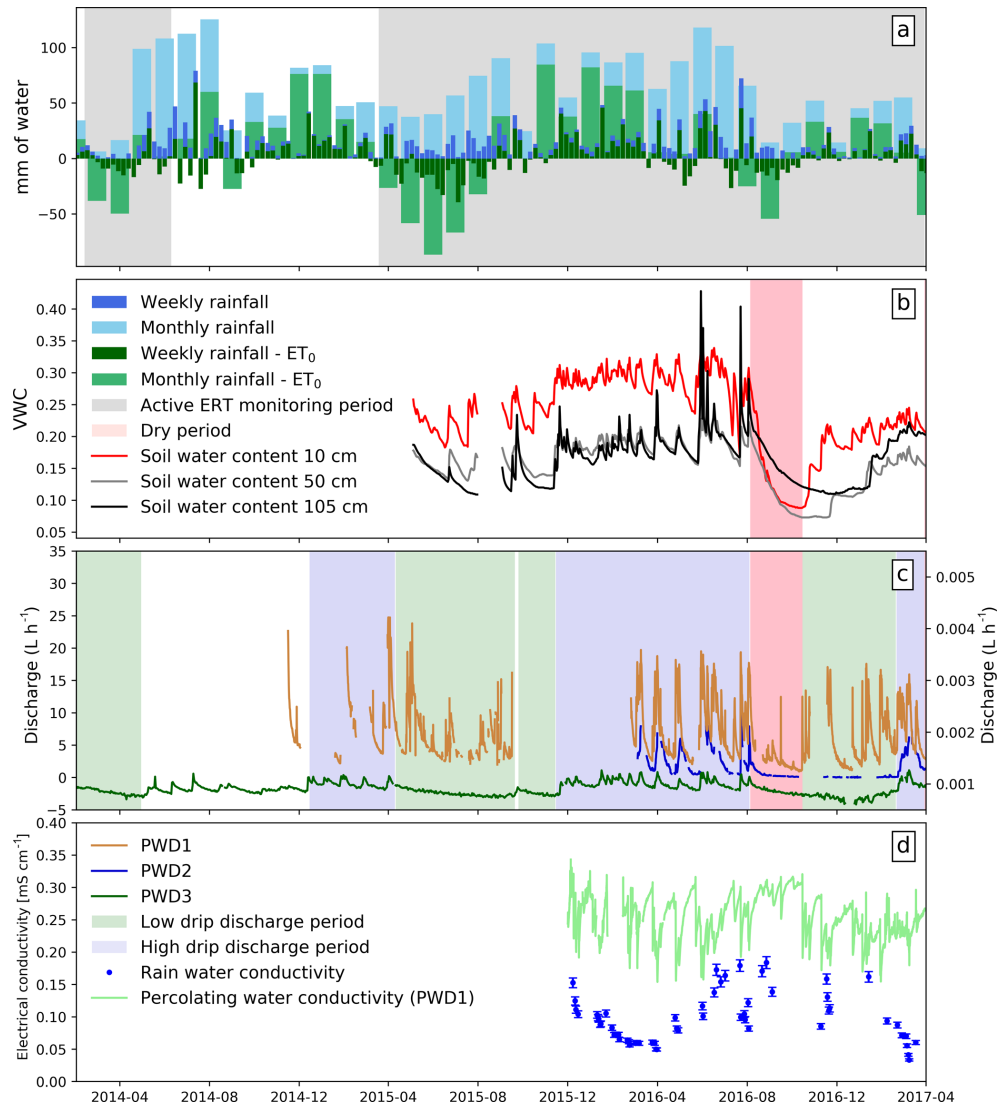 a
mm of water
100
50
0
−50
2014-04
2014-08
2014-12
2015-04
2015-08
2015-12
2016-04
2016-08
2016-12
2017-04
b
VWC
0.40
0.35
0.30
0.25
0.20
0.15
0.10
0.05
Weekly rainfall
Monthly rainfall
Weekly rainfall - ET0
Monthly rainfall - ET0
Active ERT monitoring period
Dry period
Soil water content 10 cm
Soil water content 50 cm
Soil water content 105 cm
c
Discharge (L h-1)
35
30
25
20
15
10
5
0
−5
0.005
0.004
0.003
0.002
0.001
Discharge (L h-1)
d
Electrical conductivity [mS cm-1]
0.40
0.35
0.30
0.25
0.20
0.15
0.10
0.05
0.00
PWD1
PWD2
PWD3
Low drip discharge period
High drip discharge period
Rain water conductivity
Percolating water conductivity (PWD1)